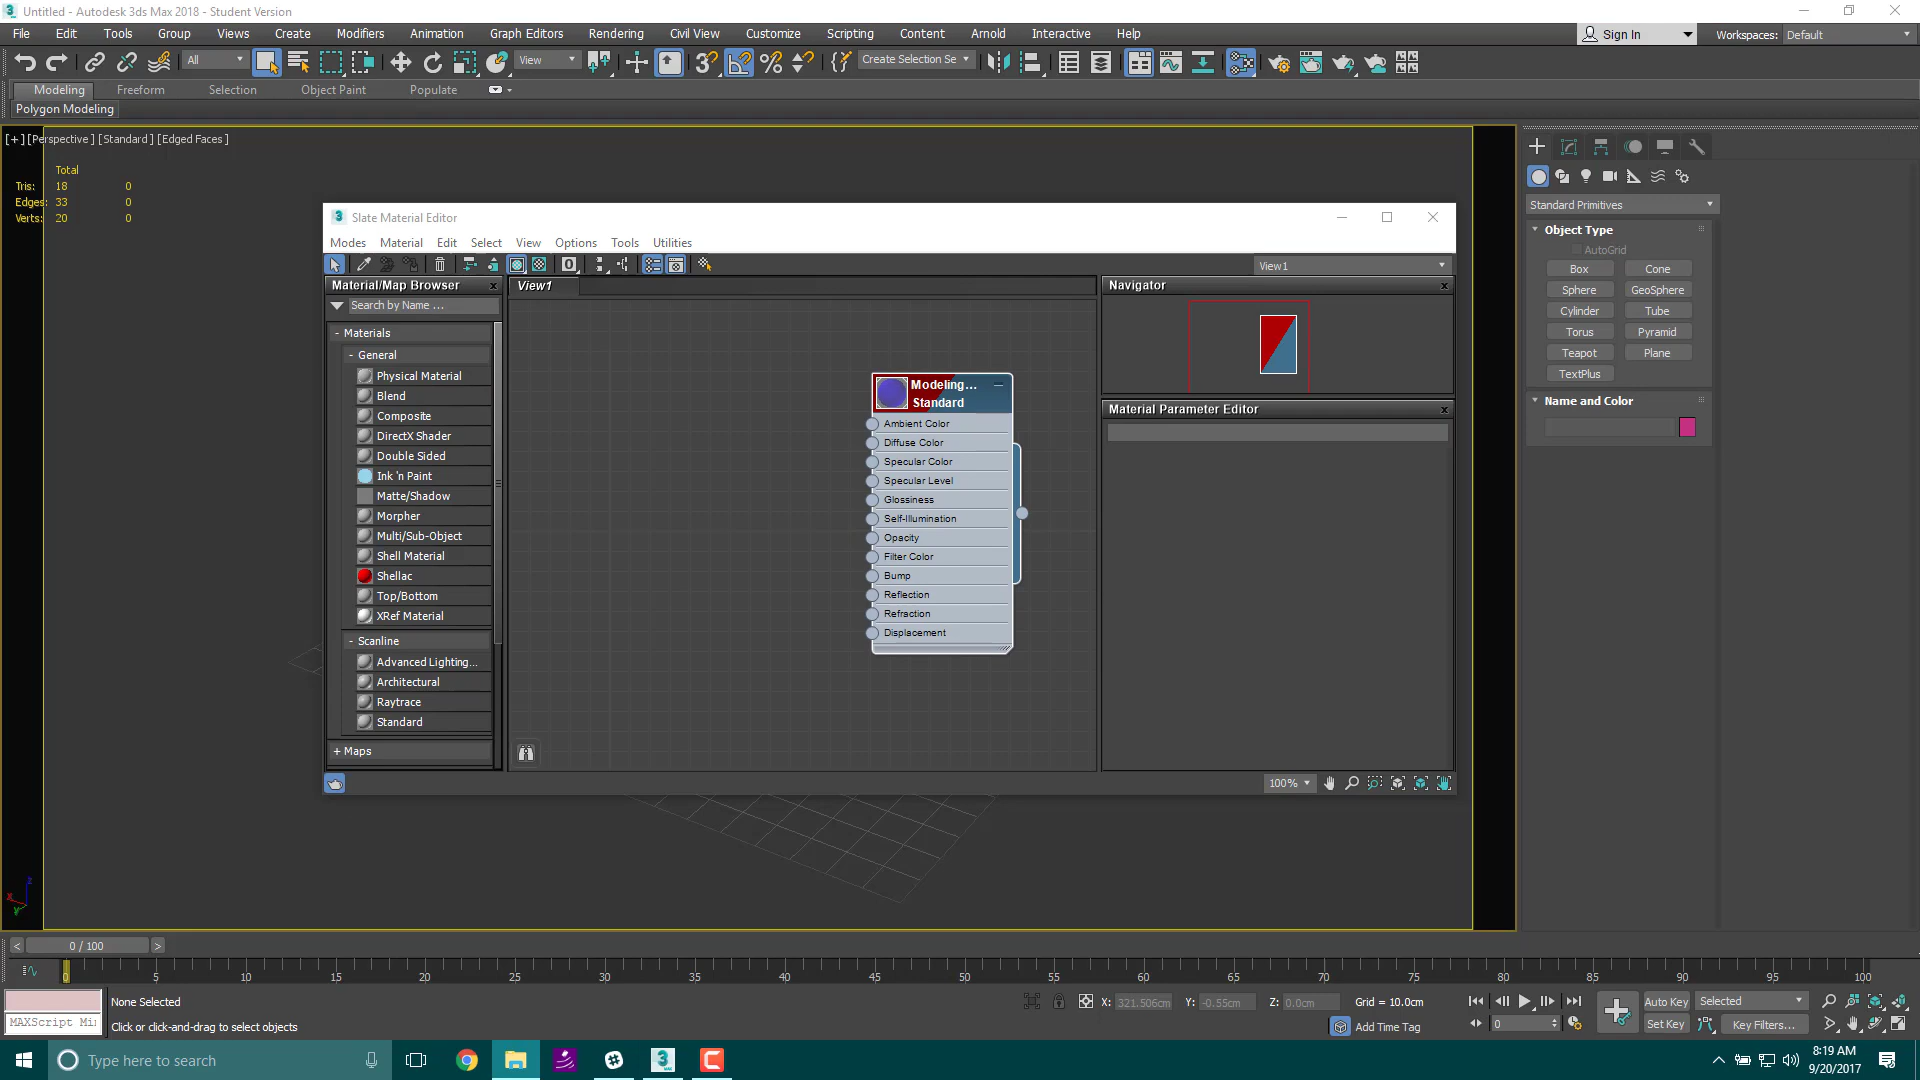 Untitled - Autodesk 3ds Max 2018 - Student Version
File Edit Tools Group Views Create Modifiers Animation Graph Editors Rendering Civil View Customize Scripting Content Arnold Interactive Help
Sign In Workspaces: Default
All View Create Selection Se
Modeling Freeform Selection Object Paint Populate
Polygon Modeling
[+] [Perspective] [Standard] [Edged Faces]
Total
Tris: 18 0
Edges: 33 0
Verts: 20 0
Slate Material Editor
Modes Material Edit Select View Options Tools Utilities
View1
Material/Map Browser
Search by Name ...
- Materials
- General
Physical Material
Blend
Composite
DirectX Shader
Double Sided
Ink 'n Paint
Matte/Shadow
Morpher
Multi/Sub-Object
Shell Material
Shellac
Top/Bottom
XRef Material
- Scanline
Advanced Lighting...
Architectural
Raytrace
Standard
+ Maps
View1
Modeling...
Standard
Ambient Color
Diffuse Color
Specular Color
Specular Level
Glossiness
Self-Illumination
Opacity
Filter Color
Bump
Reflection
Refraction
Displacement
Navigator
Material Parameter Editor
100%
Standard Primitives
Object Type
AutoGrid
Box Cone
Sphere GeoSphere
Cylinder Tube
Torus Pyramid
Teapot Plane
TextPlus
Name and Color
< 0 / 100 >
0 5 10 15 20 25 30 35 40 45 50 55 60 65 70 75 80 85 90 95 100
None Selected
MAXScript Mi
Click or click-and-drag to select objects
X: 321.506cm Y: -0.55cm Z: 0.0cm Grid = 10.0cm
Add Time Tag
0
Auto Key Selected
Set Key Key Filters...
Type here to search
8:19 AM
9/20/2017